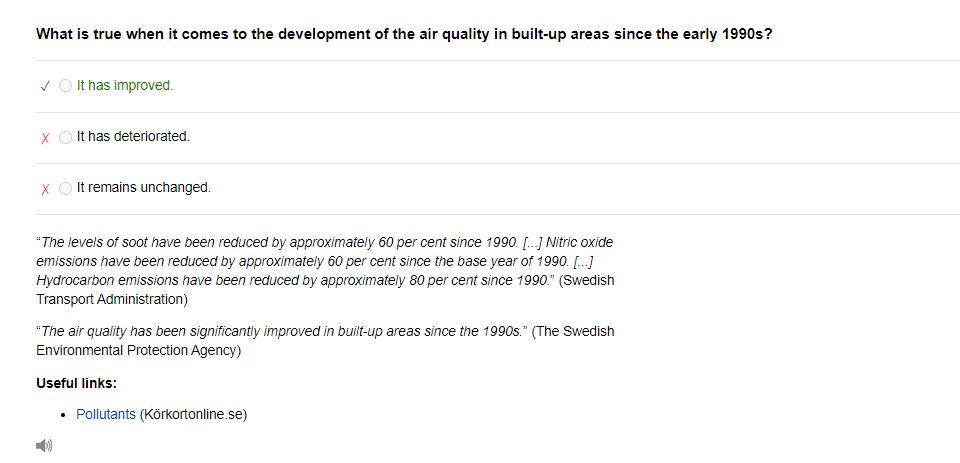 What is true when it comes to the development of the air quality in built-up areas since the early 1990s?
✓ It has improved.
X It has deteriorated.
X It remains unchanged.
“The levels of soot have been reduced by approximately 60 per cent since 1990. [...] Nitric oxide
emissions have been reduced by approximately 60 per cent since the base year of 1990. [...]
Hydrocarbon emissions have been reduced by approximately 80 per cent since 1990.” (Swedish
Transport Administration)
“The air quality has been significantly improved in built-up areas since the 1990s.” (The Swedish
Environmental Protection Agency)
Useful links:
• Pollutants (Körkortonline.se)